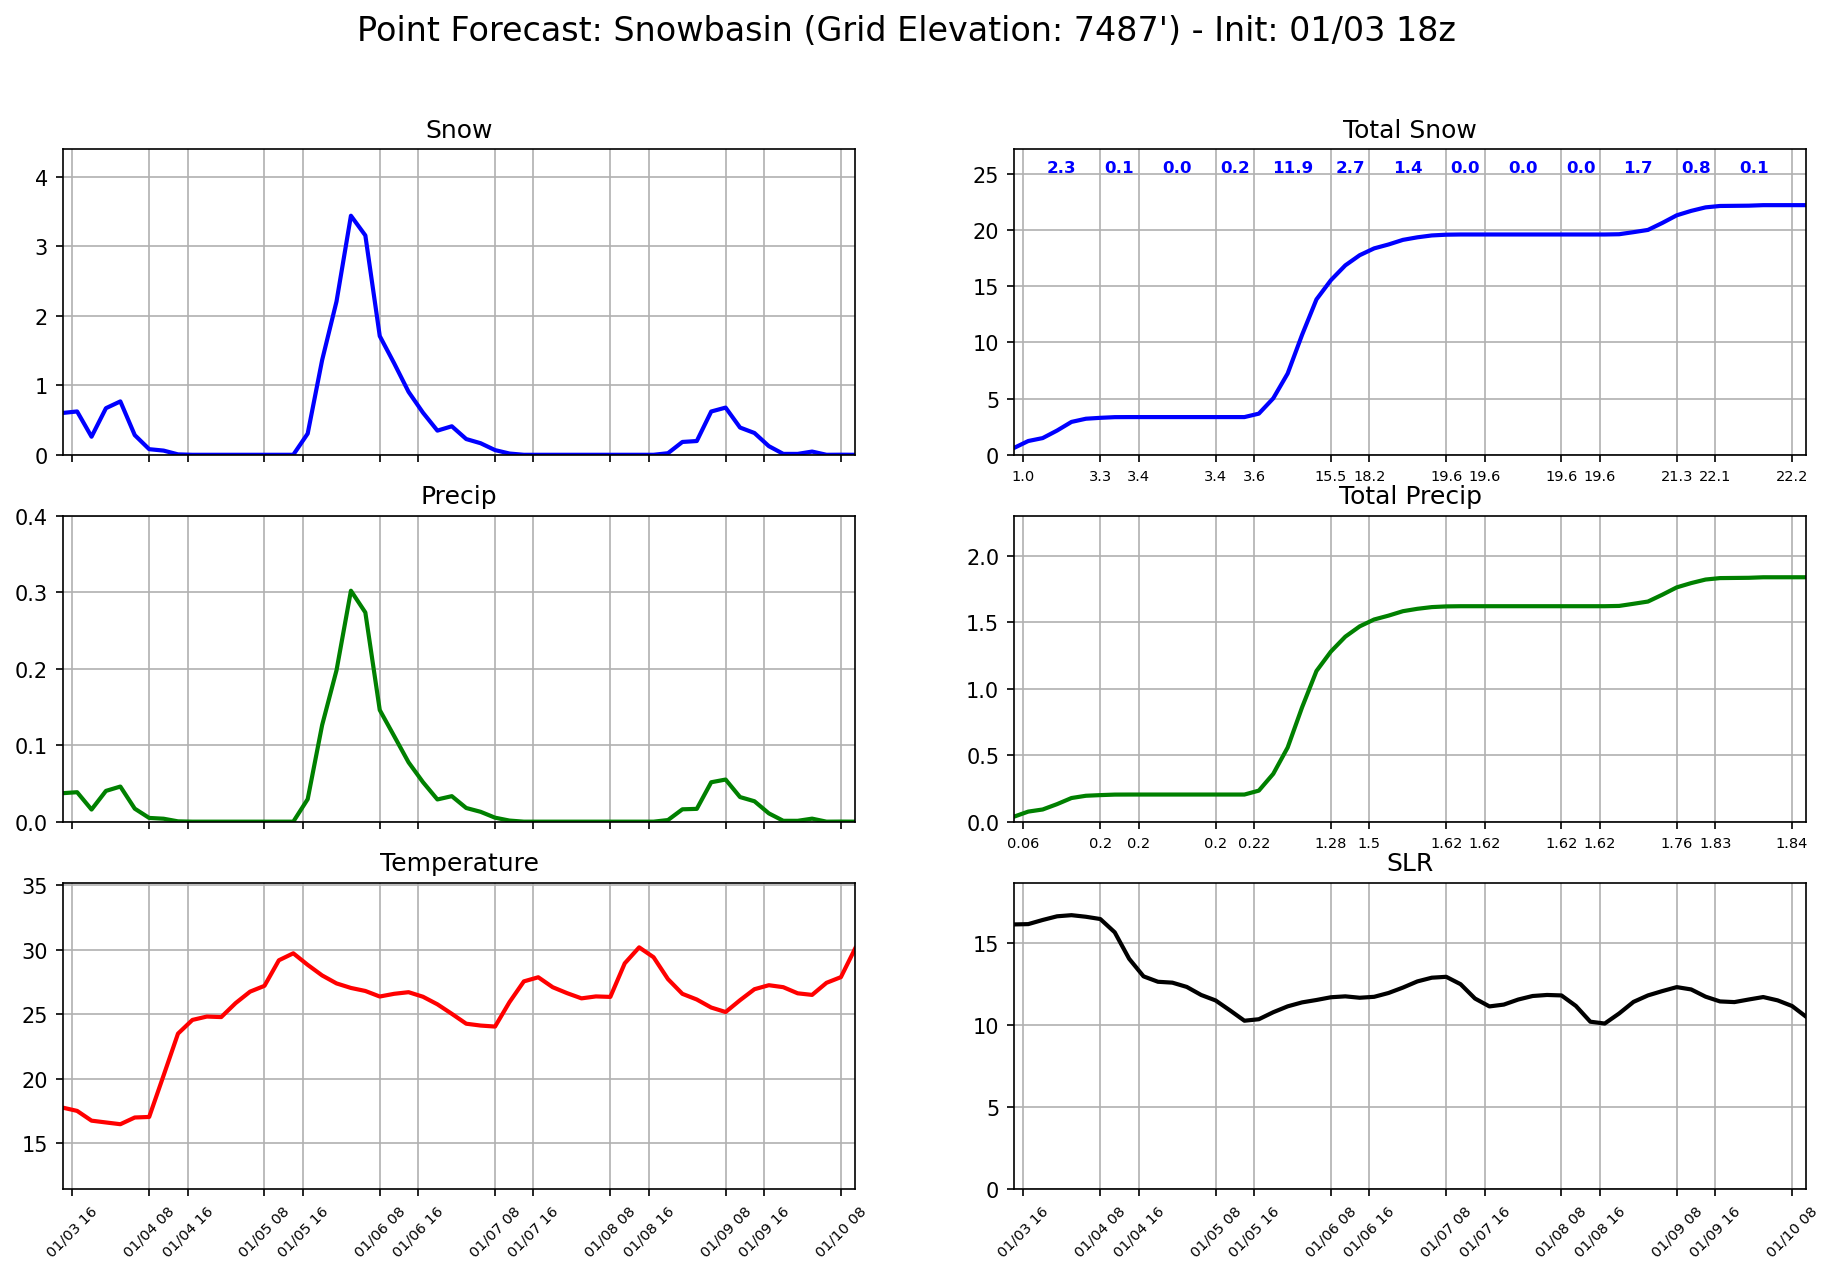 Point Forecast: Snowbasin (Grid Elevation: 7487') - Init: 01/03 18z
Snow
4
3
2
1
0
Total Snow
2.3 0.1 0.0 0.2 11.9 2.7 1.4 0.0 0.0 0.0 1.7 0.8 0.1
25
20
15
10
5
0
1.0 3.3 3.4 3.4 3.6 15.5 18.2 19.6 19.6 19.6 19.6 21.3 22.1 22.2
Precip
0.4
0.3
0.2
0.1
0.0
Total Precip
2.0
1.5
1.0
0.5
0.0
0.06 0.2 0.2 0.2 0.22 1.28 1.5 1.62 1.62 1.62 1.62 1.76 1.83 1.84
Temperature
35
30
25
20
15
01/03 16 01/04 08 01/04 16 01/05 08 01/05 16 01/06 08 01/06 16 01/07 08 01/07 16 01/08 08 01/08 16 01/09 08 01/09 16 01/10 08
SLR
15
10
5
0
01/03 16 01/04 08 01/04 16 01/05 08 01/05 16 01/06 08 01/06 16 01/07 08 01/07 16 01/08 08 01/08 16 01/09 08 01/09 16 01/10 08